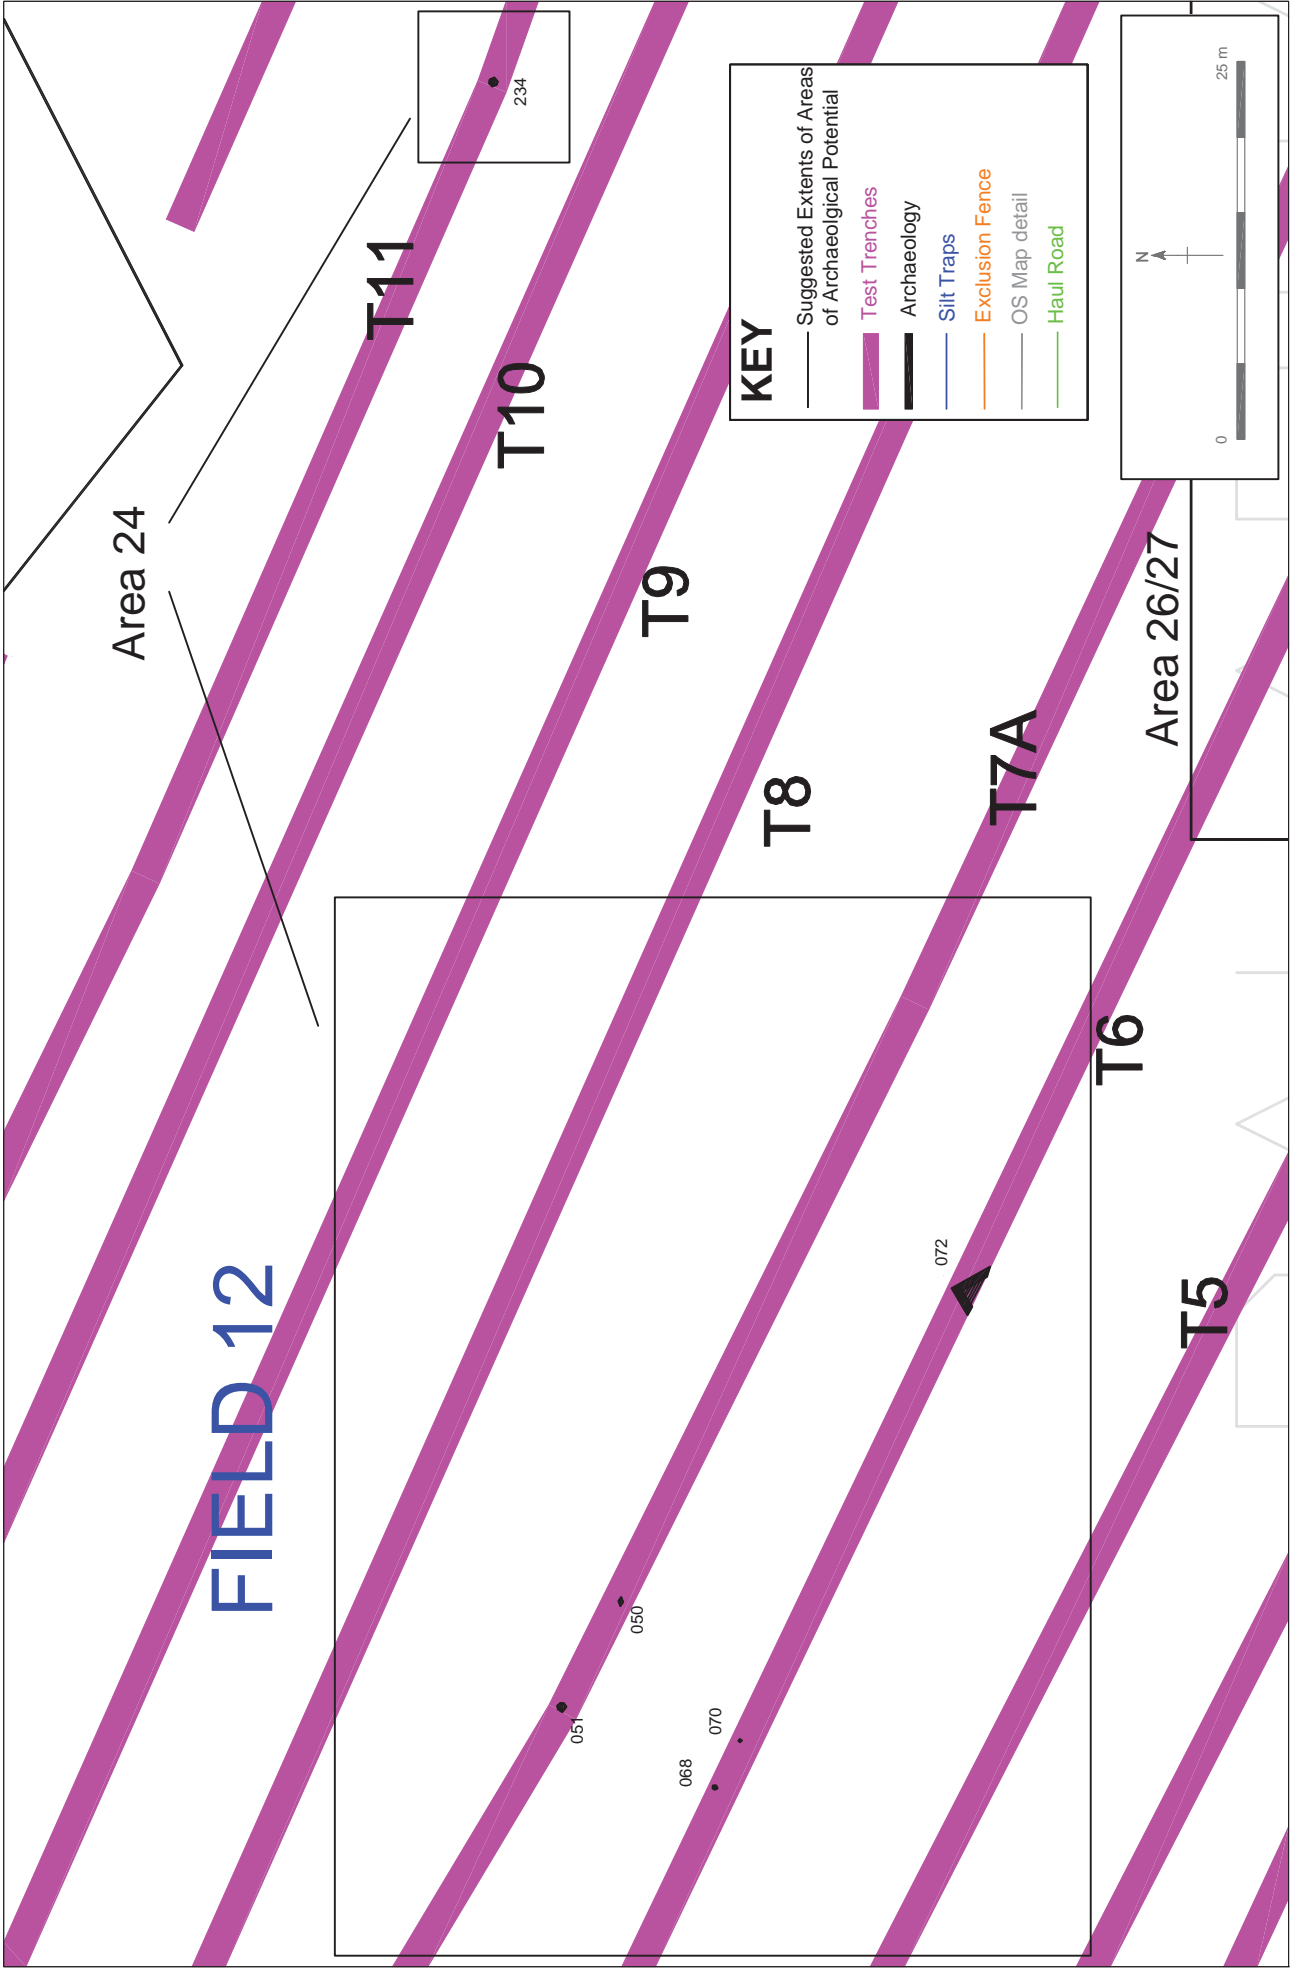 FIELD 12
Area 24
T11
234
T10
T9
T8
T7A
Area 26/27
T6
T5
051
050
068
070
072
KEY
Suggested Extents of Areas
of Archaeolgical Potential
Test Trenches
Archaeology
Silt Traps
Exclusion Fence
OS Map detail
Haul Road
N
0
25 m